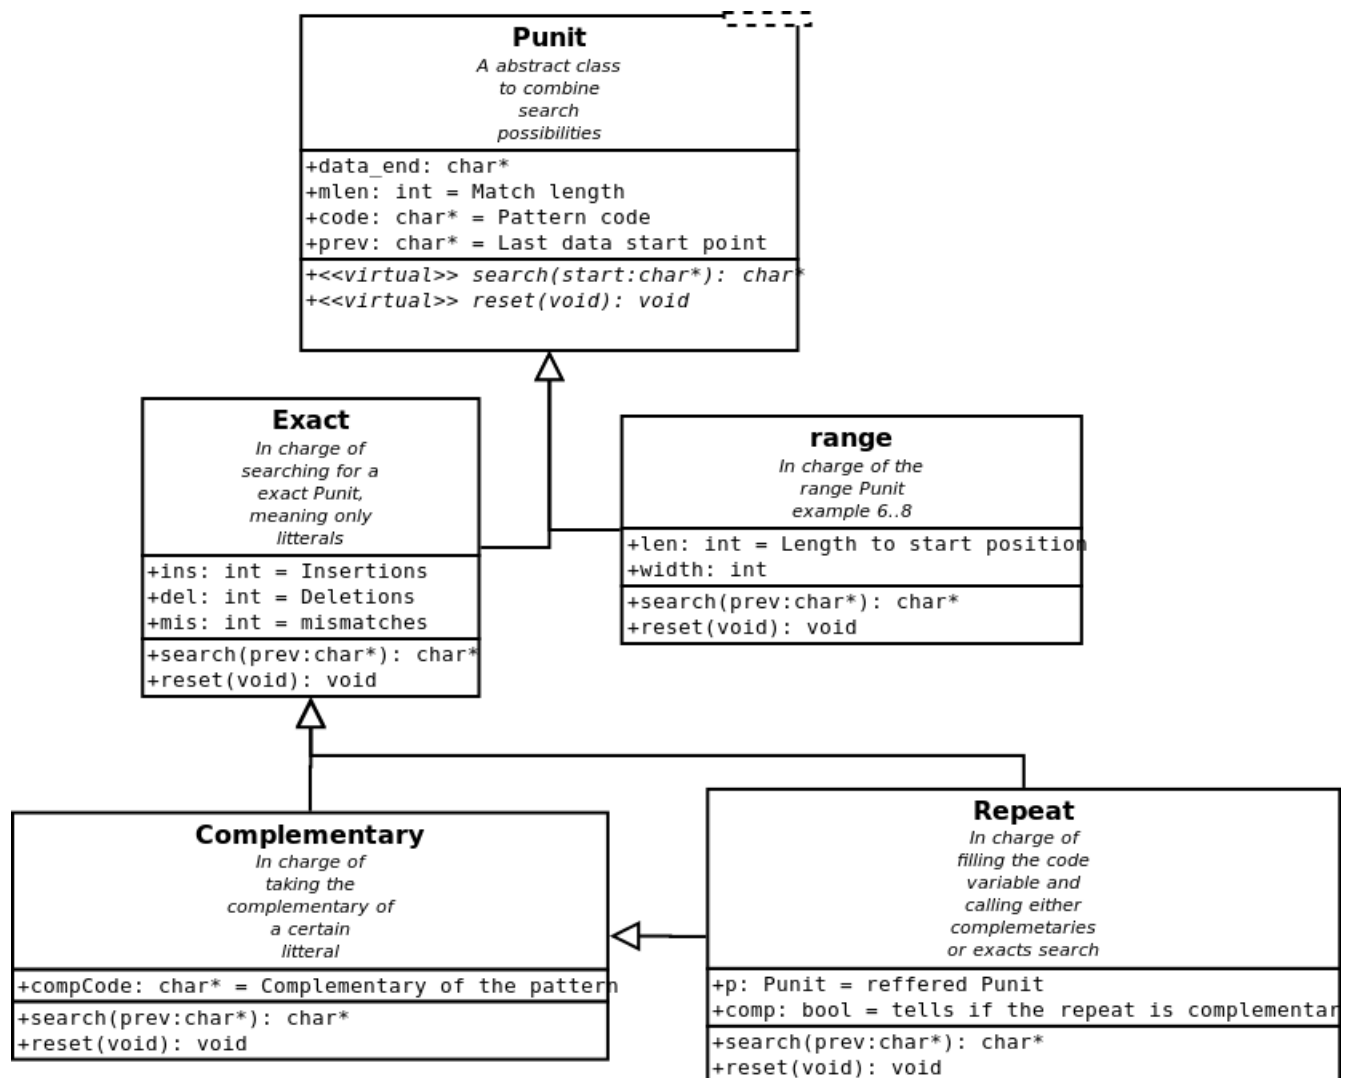 Punit
A abstract class
to combine
search
possibilities
+data_end: char*
+mlen: int = Match length
+code: char* = Pattern code
+prev: char* = Last data start point
+<<virtual>> search(start:char*): char*
+<<virtual>> reset(void): void
Exact
In charge of
searching for a
exact Punit,
meaning only
litterals
+ins: int = Insertions
+del: int = Deletions
+mis: int = mismatches
+search(prev:char*): char*
+reset(void): void
range
In charge of the
range Punit
example 6..8
+len: int = Length to start position
+width: int
+search(prev:char*): char*
+reset(void): void
Complementary
In charge of
taking the
complementary of
a certain
litteral
+compCode: char* = Complementary of the pattern
+search(prev:char*): char*
+reset(void): void
Repeat
In charge of
filling the code
variable and
calling either
complemetaries
or exacts search
+p: Punit = reffered Punit
+comp: bool = tells if the repeat is complementar
+search(prev:char*): char*
+reset(void): void